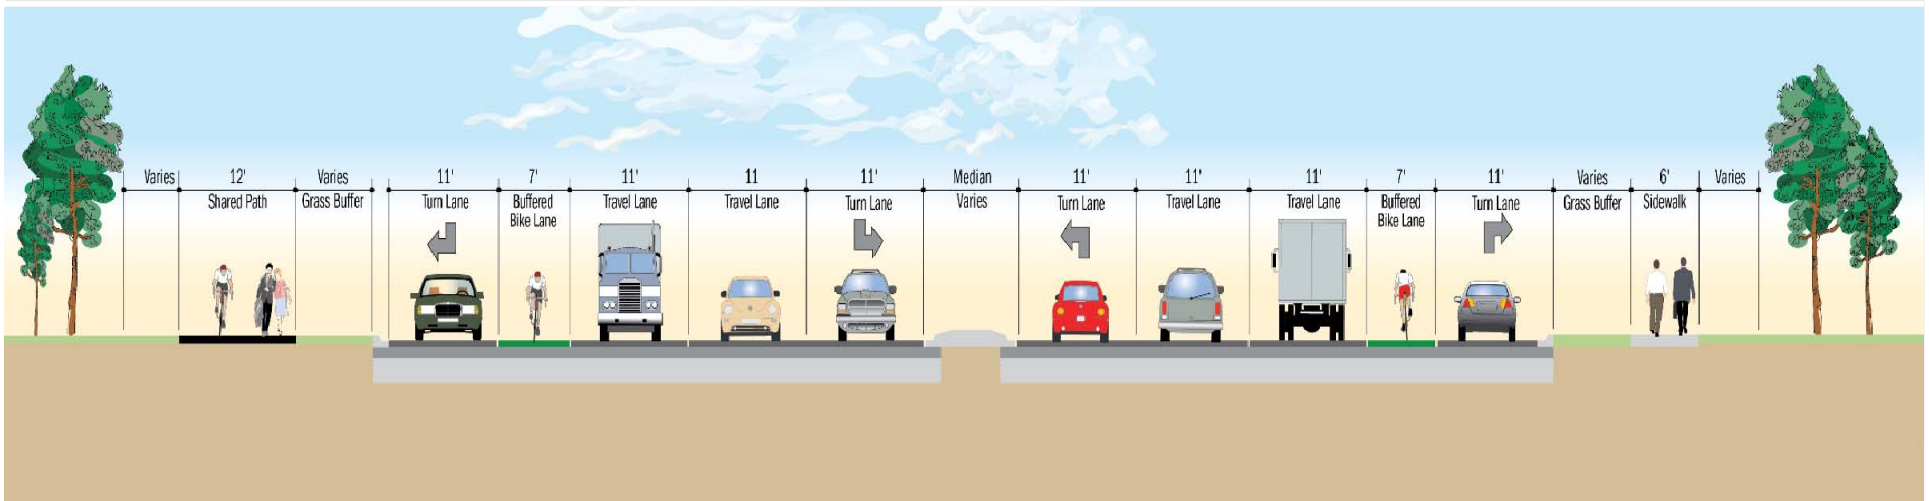 Varies 12' Varies 11' 7' 11' 11 11' Median 11' 11' 11' 7' 11' Varies 6' Varies
Shared Path Grass Buffer Turn Lane Buffered Travel Lane Travel Lane Turn Lane Varies Turn Lane Travel Lane Travel Lane Buffered Turn Lane Grass Buffer Sidewalk
Bike Lane Bike Lane